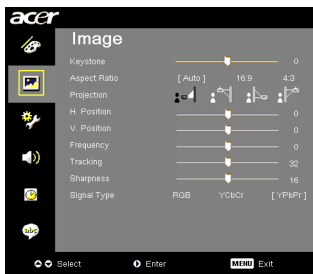 acer
Image
Keystone 0
Aspect Ratio [ Auto ] 16:9 4:3
Projection
H. Position 0
V. Position 0
Frequency 0
Tracking 32
Sharpness 16
Signal Type RGB YCbCr [ YPbPr ]
abc
Select Enter MENU Exit